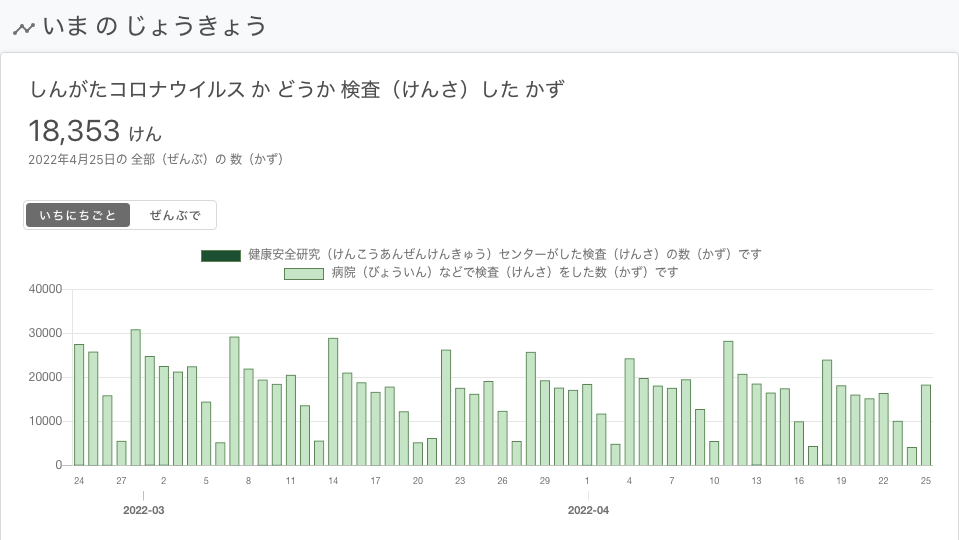 いま の じょうきょう
しんがたコロナウイルス か どうか 検査（けんさ）した かず
18,353 けん
2022年4月25日の 全部（ぜんぶ）の 数（かず）
いちにちごと ぜんぶで
健康安全研究（けんこうあんぜんけんきゅう）センターがした検査（けんさ）の数（かず）です
病院（びょういん）などで検査（けんさ）をした数（かず）です
40000
30000
20000
10000
0
24 27 2 5 8 11 14 17 20 23 26 29 1 4 7 10 13 16 19 22 25
2022-03 2022-04